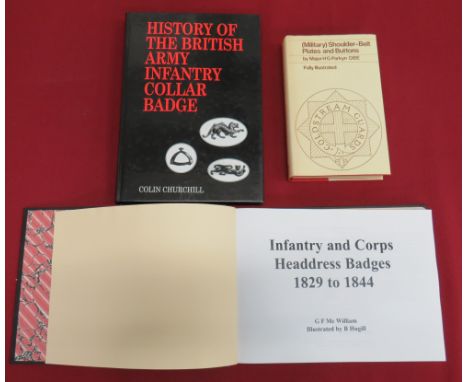 HISTORY OF
THE BRITISH
ARMY
INFANTRY
COLLAR
BADGE
COLIN CHURCHILL
(Military) Shoulder-Belt
Plates and Buttons
by Major H G Parkyn OBE
Fully Illustrated
COLDSTREAM GUARDS
Infantry and Corps
Headdress Badges
1829 to 1844
G F Mc William
Illustrated by B Hugill